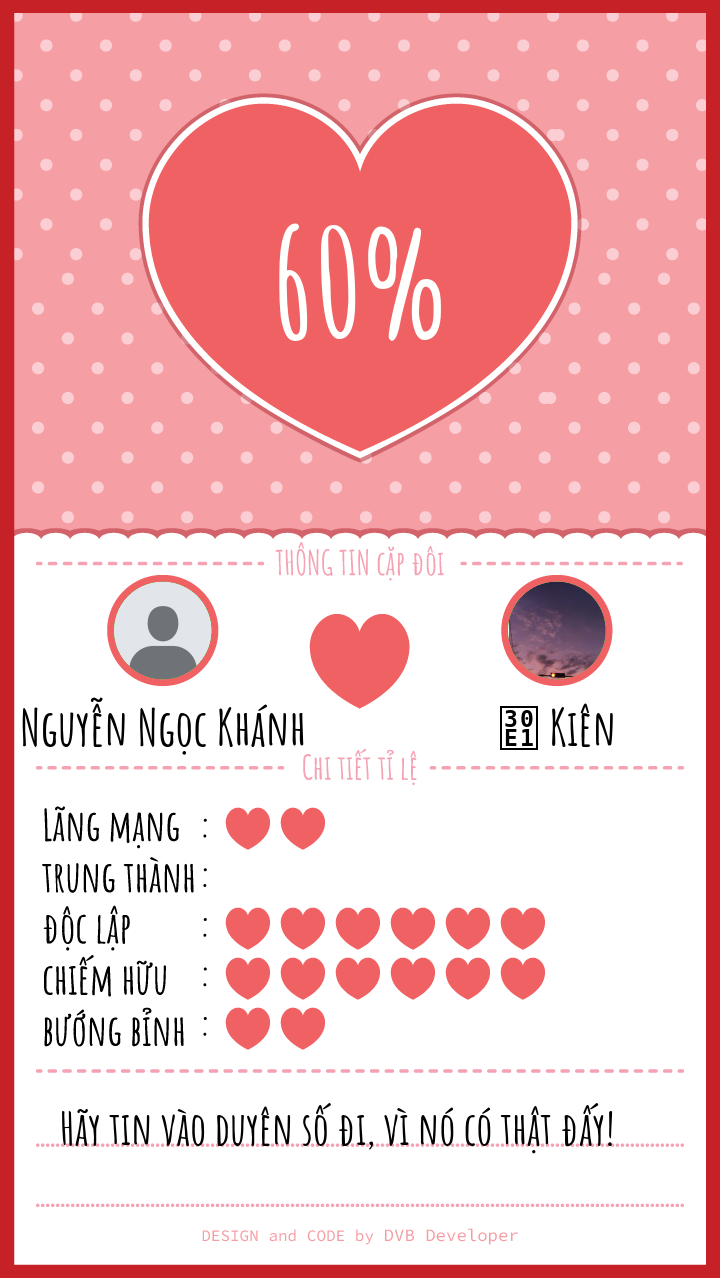 60%
THÔNG TIN CẶP ĐÔI
Nguyễn Ngọc Khánh
メ Kiên
Chi tiết tỉ lệ
Lãng mạng :
trung thành :
độc lập :
chiếm hữu :
bướng bỉnh :
Hãy tin vào duyên số đi, vì nó có thật đấy!
DESIGN and CODE by DVB Developer